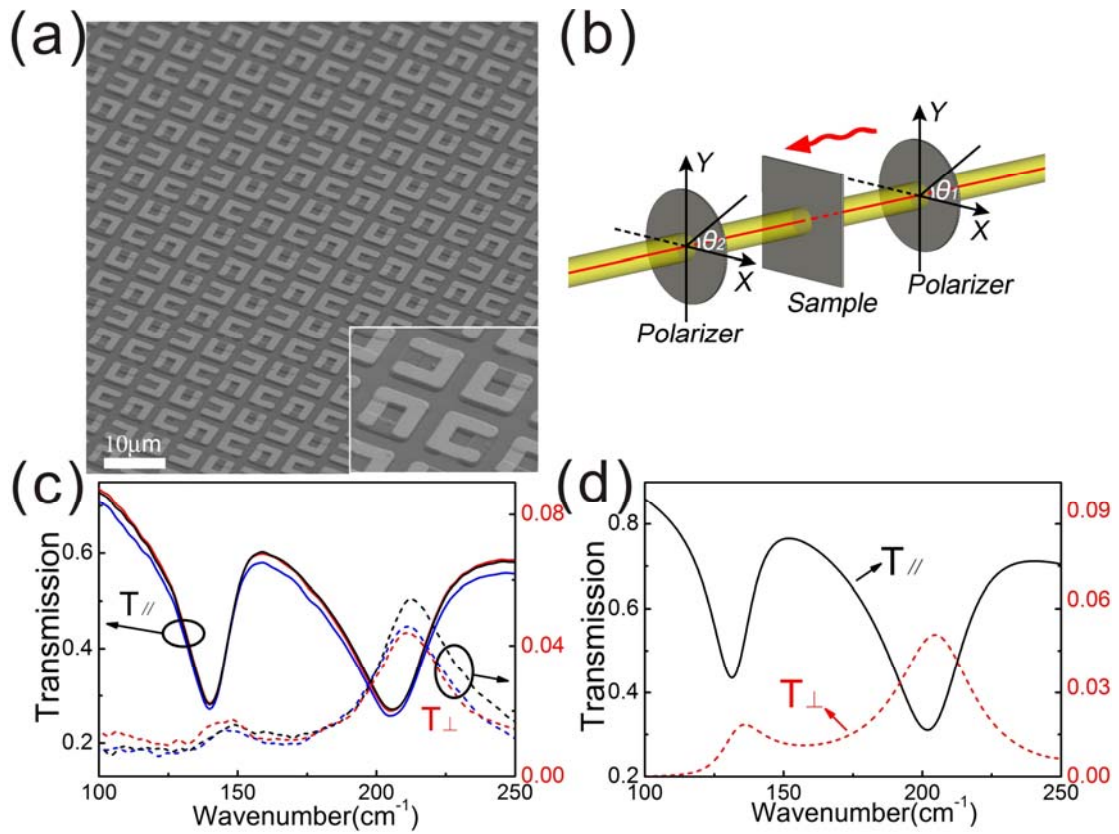 (a)
10μm
(b)
Y
θ1
X
Polarizer
Sample
Y
θ2
X
Polarizer
(c)
Transmission
0.6
0.4
0.2
0.08
0.04
0.00
T//
T⊥
100 150 200 250
Wavenumber(cm-1)
(d)
Transmission
0.8
0.6
0.4
0.2
0.09
0.06
0.03
0.00
T//
T⊥
100 150 200 250
Wavenumber(cm-1)